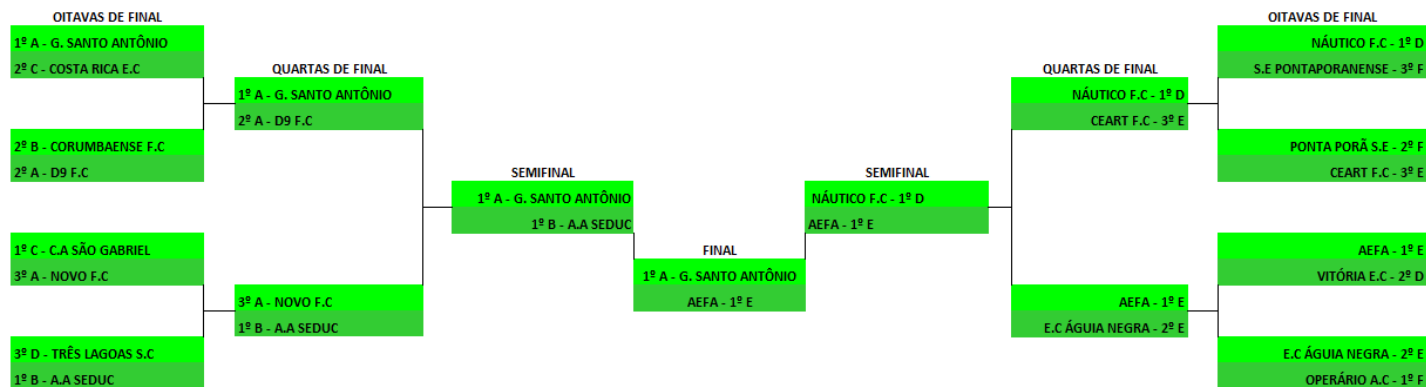 OITAVAS DE FINAL
1º A - G. SANTO ANTÔNIO
2º C - COSTA RICA E.C
2º B - CORUMBAENSE F.C
2º A - D9 F.C
1º C - C.A SÃO GABRIEL
3º A - NOVO F.C
3º D - TRÊS LAGOAS S.C
1º B - A.A SEDUC
QUARTAS DE FINAL
1º A - G. SANTO ANTÔNIO
2º A - D9 F.C
3º A - NOVO F.C
1º B - A.A SEDUC
SEMIFINAL
1º A - G. SANTO ANTÔNIO
1º B - A.A SEDUC
FINAL
1º A - G. SANTO ANTÔNIO
AEFA - 1º E
SEMIFINAL
NÁUTICO F.C - 1º D
AEFA - 1º E
QUARTAS DE FINAL
NÁUTICO F.C - 1º D
CEART F.C - 3º E
AEFA - 1º E
E.C ÁGUIA NEGRA - 2º E
OITAVAS DE FINAL
NÁUTICO F.C - 1º D
S.E PONTAPORANENSE - 3º F
PONTA PORÃ S.E - 2º F
CEART F.C - 3º E
AEFA - 1º E
VITÓRIA E.C - 2º D
E.C ÁGUIA NEGRA - 2º E
OPERÁRIO A.C - 1º F